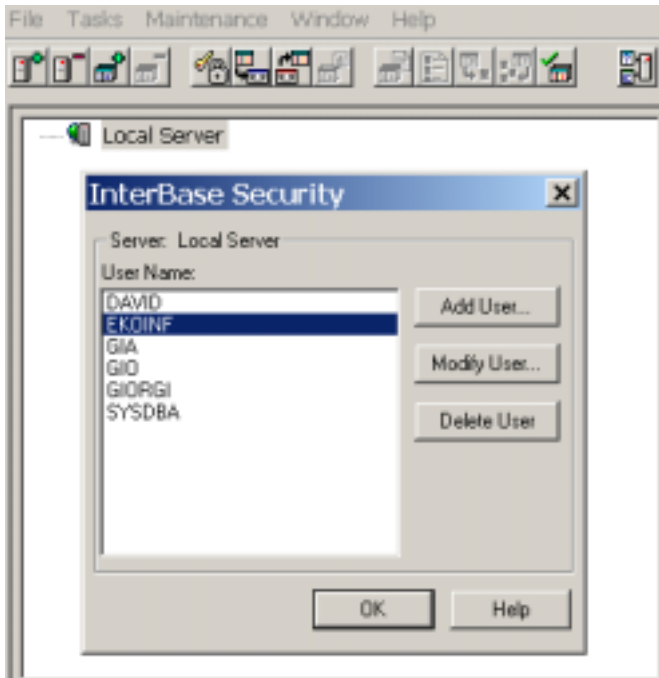 File Tasks Maintenance Window Help
Local Server
InterBase Security
Server: Local Server
User Name:
DAVID
EKOINF
GIA
GIO
GIORGI
SYSDBA
Add User...
Modify User...
Delete User
OK
Help